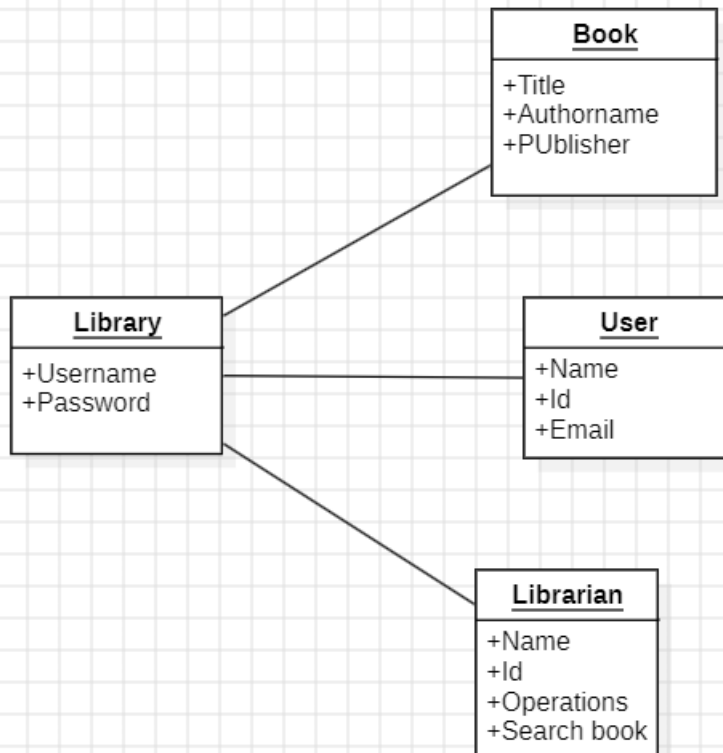 Book
+Title
+Authorname
+PUblisher
Library
+Username
+Password
User
+Name
+Id
+Email
Librarian
+Name
+Id
+Operations
+Search book